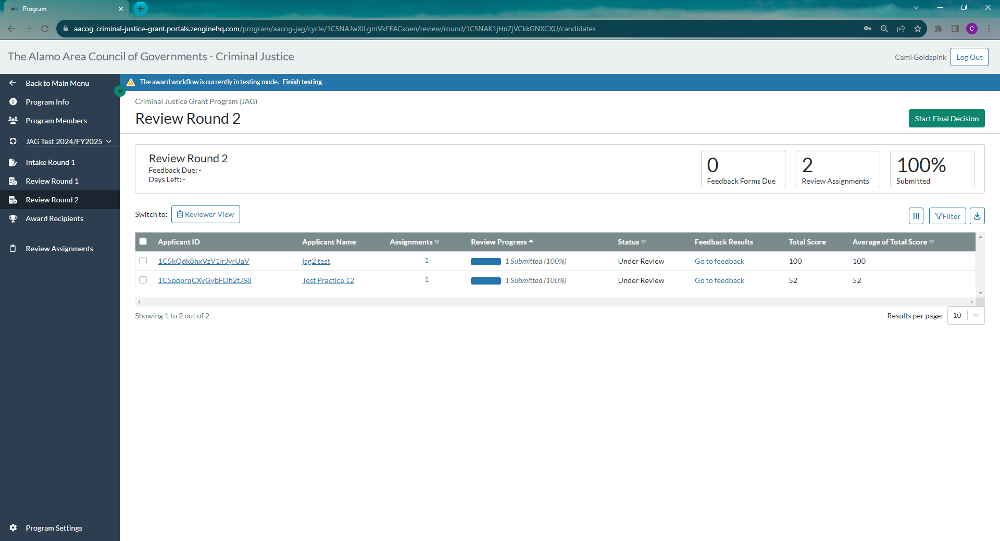 Program
aacog_criminal-justice-grant.portals.zenginehq.com/program/aacog-jag/cycle/1C5NAJwXiLgmVkFEACsoen/review/round/1C5NAK1jHnZjVCkkGNXCXU/candidates
C
The Alamo Area Council of Governments - Criminal Justice
Cami Goldspink
Log Out
Back to Main Menu
Program Info
Program Members
JAG Test 2024/FY2025
Intake Round 1
Review Round 1
Review Round 2
Award Recipients
Review Assignments
Program Settings
The award workflow is currently in testing mode. Finish testing
Criminal Justice Grant Program (JAG)
Review Round 2
Start Final Decision
Review Round 2
Feedback Due: -
Days Left: -
0
Feedback Forms Due
2
Review Assignments
100%
Submitted
Switch to: Reviewer View
Filter
Applicant ID Applicant Name Assignments Review Progress Status Feedback Results Total Score Average of Total Score
1C5kQdk8hxVzV1irJyrUaV jag2 test 1 1 Submitted (100%) Under Review Go to feedback 100 100
1C5pqprqCXvGybFDh2tJS8 Test Practice 12 1 1 Submitted (100%) Under Review Go to feedback 52 52
Showing 1 to 2 out of 2
Results per page: 10